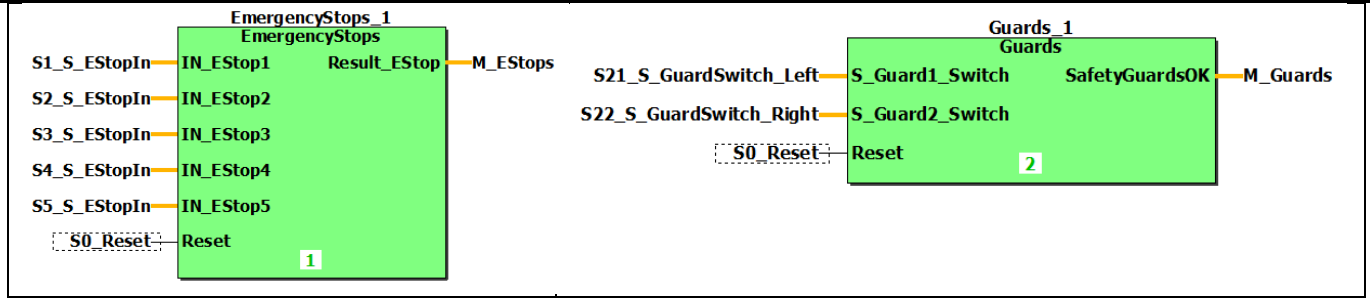 EmergencyStops_1
EmergencyStops
S1_S_EStopIn IN_EStop1 Result_EStop M_EStops
S2_S_EStopIn IN_EStop2
S3_S_EStopIn IN_EStop3
S4_S_EStopIn IN_EStop4
S5_S_EStopIn IN_EStop5
S0_Reset Reset
1
Guards_1
Guards
S21_S_GuardSwitch_Left S_Guard1_Switch SafetyGuardsOK M_Guards
S22_S_GuardSwitch_Right S_Guard2_Switch
S0_Reset Reset
2